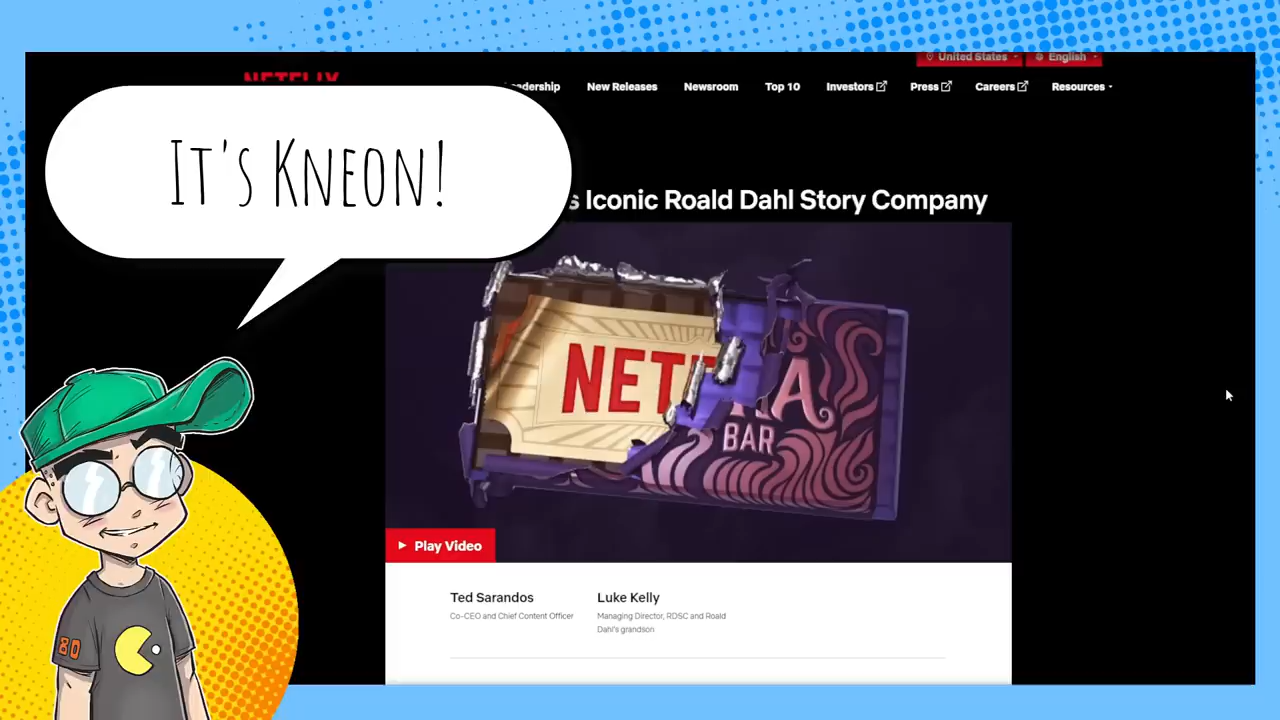 United States
English
NETFLIX
New Releases
Newsroom
Top 10
Investors
Press
Careers
Resources
It's Kneon!
Iconic Roald Dahl Story Company
NET
BAR
Play Video
Ted Sarandos
Luke Kelly
Co-CEO and Chief Content Officer
Managing Director, RDSC and Roald
Dahl's grandson
80